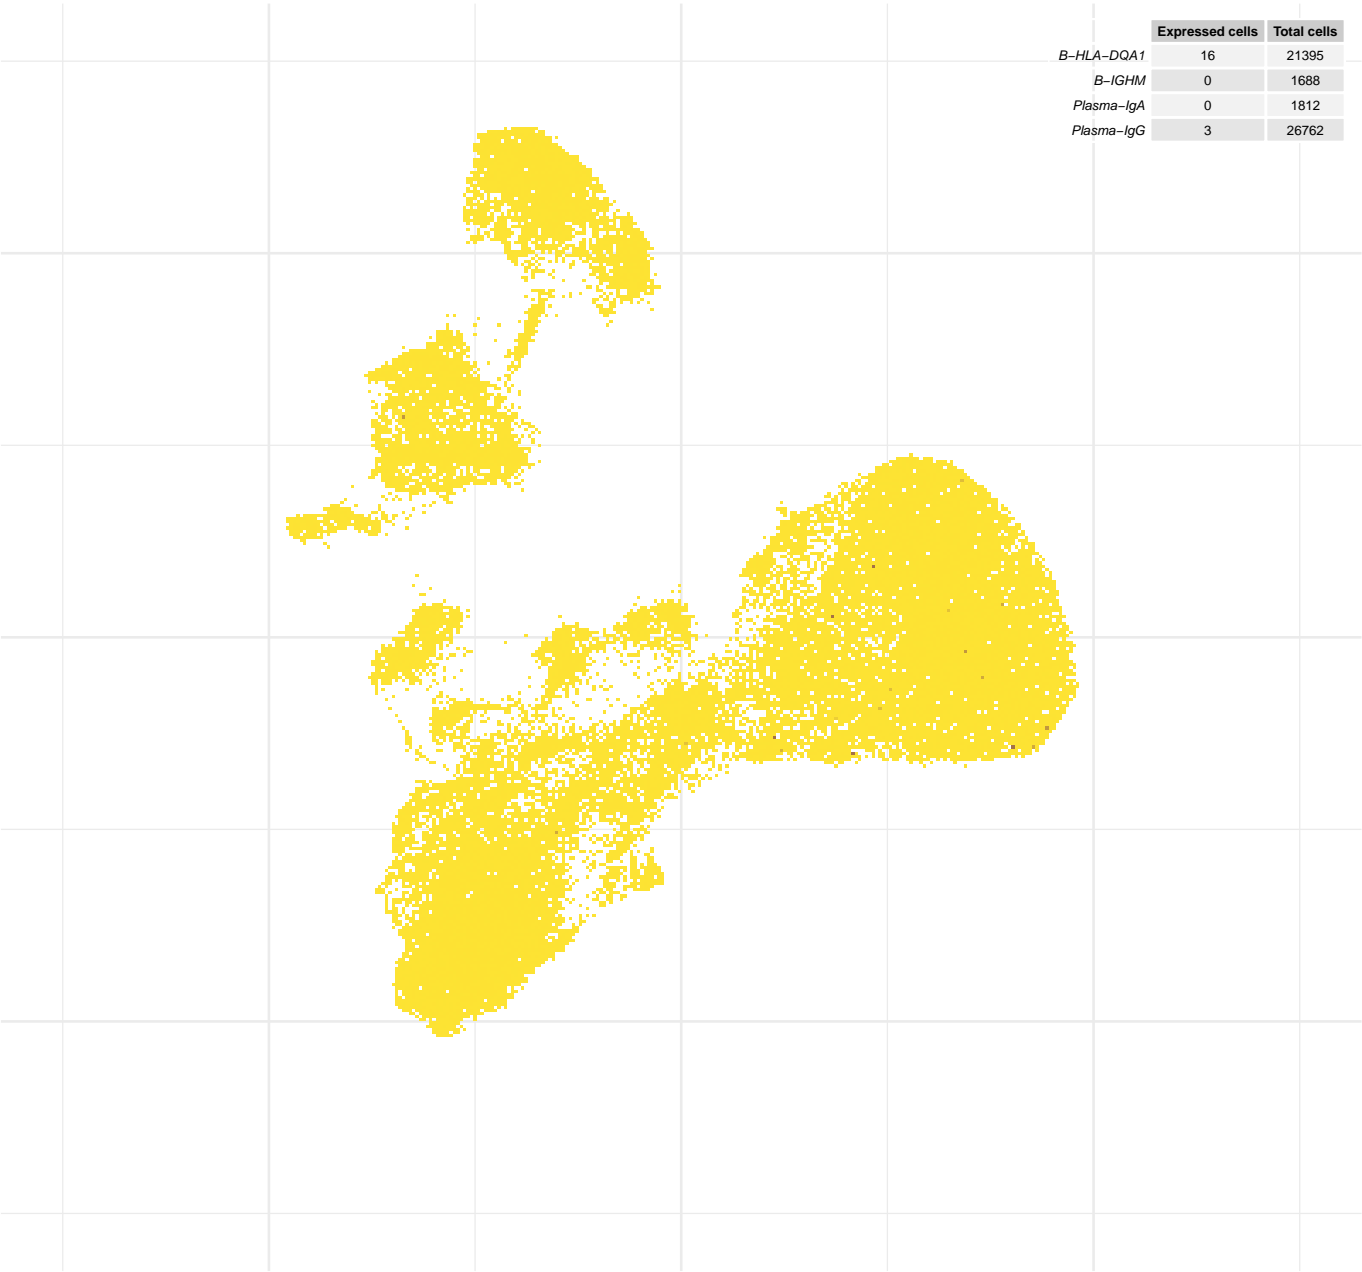 Expressed cells Total cells
B−HLA−DQA1 16 21395
B−IGHM 0 1688
Plasma−IgA 0 1812
Plasma−IgG 3 26762